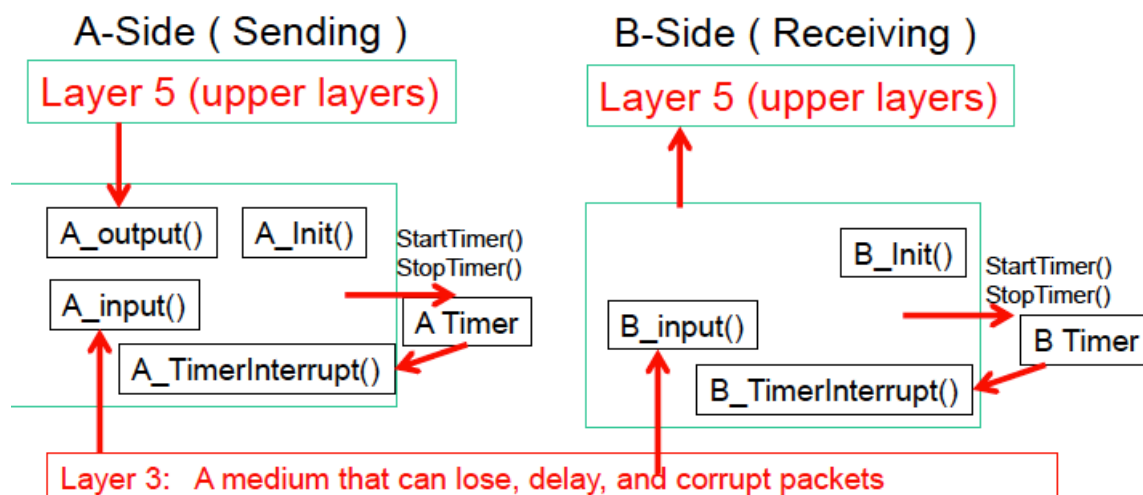 A-Side ( Sending )
Layer 5 (upper layers)
A_output()
A_Init()
StartTimer()
StopTimer()
A_input()
A Timer
A_TimerInterrupt()
B-Side ( Receiving )
Layer 5 (upper layers)
B_Init()
StartTimer()
StopTimer()
B_input()
B Timer
B_TimerInterrupt()
Layer 3: A medium that can lose, delay, and corrupt packets